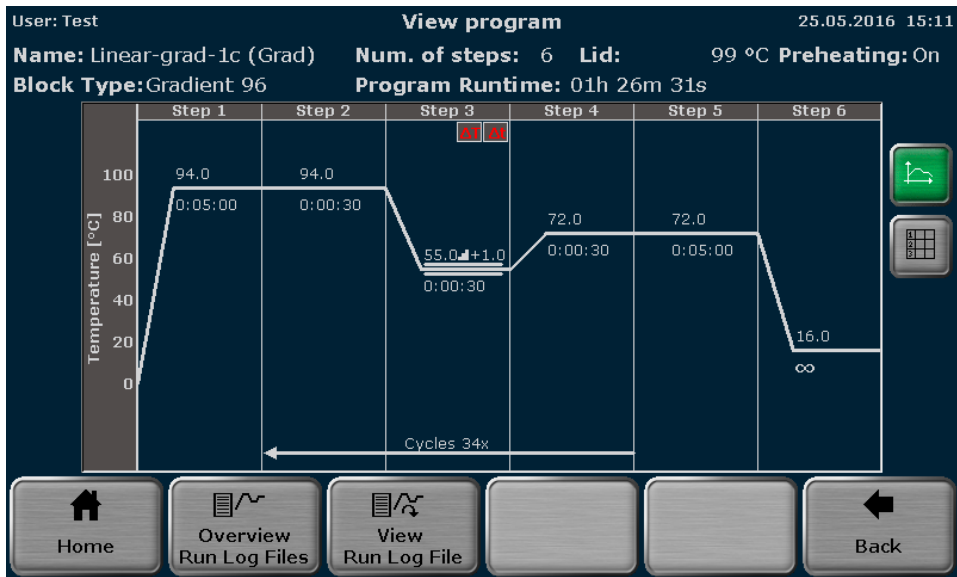 User: Test View program 25.05.2016 15:11
Name: Linear-grad-1c (Grad) Num. of steps: 6 Lid: 99 °C Preheating: On
Block Type: Gradient 96 Program Runtime: 01h 26m 31s
Step 1 Step 2 Step 3 Step 4 Step 5 Step 6
ΔT Δt
Temperature [°C]
100
80
60
40
20
0
94.0
0:05:00
94.0
0:00:30
55.0 +1.0
0:00:30
72.0
0:00:30
72.0
0:05:00
16.0
∞
Cycles 34x
1
2
3
Home
Overview
Run Log Files
View
Run Log File
Back